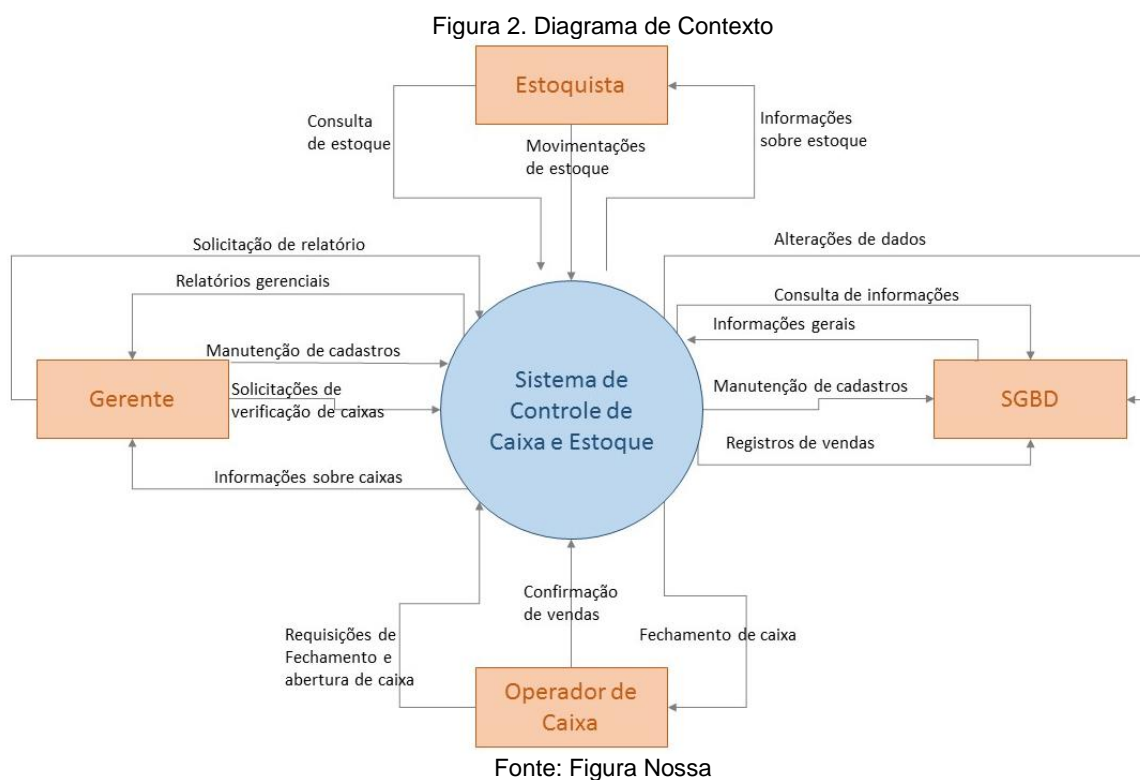 Figura 2. Diagrama de Contexto
Estoquista
Consulta
de estoque
Movimentações
de estoque
Informações
sobre estoque
Solicitação de relatório
Alterações de dados
Relatórios gerenciais
Consulta de informações
Informações gerais
Manutenção de cadastros
Gerente
Solicitações de
verificação de caixas
Sistema de
Controle de
Caixa e Estoque
Manutenção de cadastros
SGBD
Registros de vendas
Informações sobre caixas
Requisições de
Fechamento e
abertura de caixa
Confirmação
de vendas
Fechamento de caixa
Operador de
Caixa
Fonte: Figura Nossa